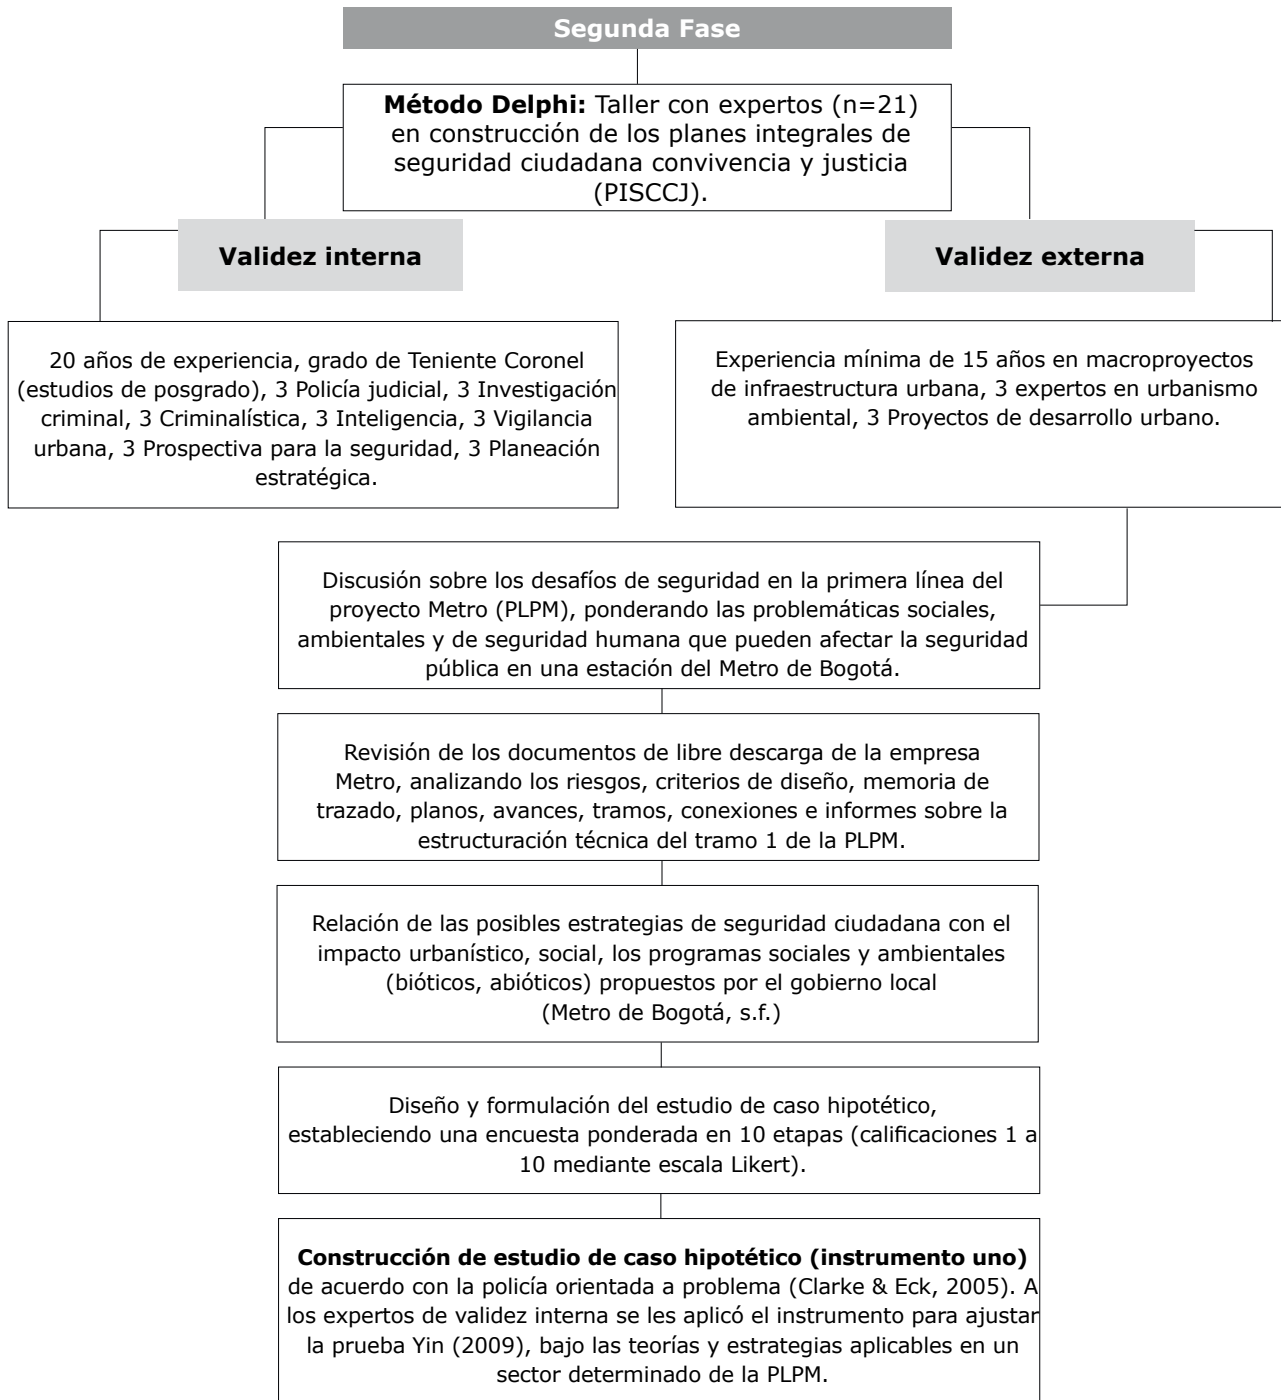 Segunda Fase
Método Delphi: Taller con expertos (n=21)
en construcción de los planes integrales de
seguridad ciudadana convivencia y justicia
(PISCCJ).
Validez interna
Validez externa
20 años de experiencia, grado de Teniente Coronel
(estudios de posgrado), 3 Policía judicial, 3 Investigación
criminal, 3 Criminalística, 3 Inteligencia, 3 Vigilancia
urbana, 3 Prospectiva para la seguridad, 3 Planeación
estratégica.
Experiencia mínima de 15 años en macroproyectos
de infraestructura urbana, 3 expertos en urbanismo
ambiental, 3 Proyectos de desarrollo urbano.
Discusión sobre los desafíos de seguridad en la primera línea del
proyecto Metro (PLPM), ponderando las problemáticas sociales,
ambientales y de seguridad humana que pueden afectar la seguridad
pública en una estación del Metro de Bogotá.
Revisión de los documentos de libre descarga de la empresa
Metro, analizando los riesgos, criterios de diseño, memoria de
trazado, planos, avances, tramos, conexiones e informes sobre la
estructuración técnica del tramo 1 de la PLPM.
Relación de las posibles estrategias de seguridad ciudadana con el
impacto urbanístico, social, los programas sociales y ambientales
(bióticos, abióticos) propuestos por el gobierno local
(Metro de Bogotá, s.f.)
Diseño y formulación del estudio de caso hipotético,
estableciendo una encuesta ponderada en 10 etapas (calificaciones 1 a
10 mediante escala Likert).
Construcción de estudio de caso hipotético (instrumento uno)
de acuerdo con la policía orientada a problema (Clarke & Eck, 2005). A
los expertos de validez interna se les aplicó el instrumento para ajustar
la prueba Yin (2009), bajo las teorías y estrategias aplicables en un
sector determinado de la PLPM.